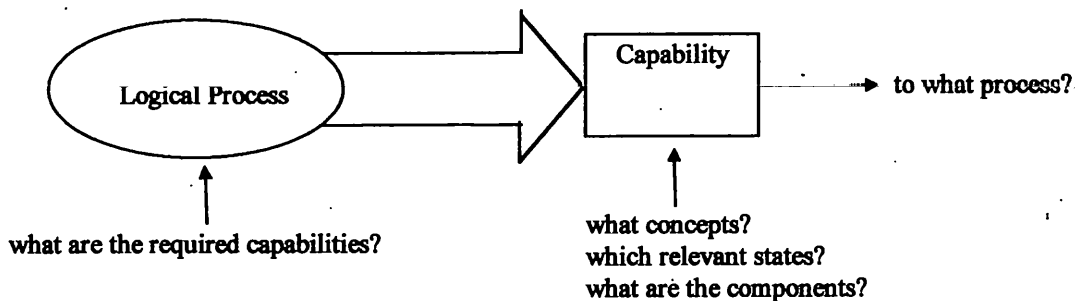 Logical Process
Capability
to what process?
what are the required capabilities?
what concepts?
which relevant states?
what are the components?